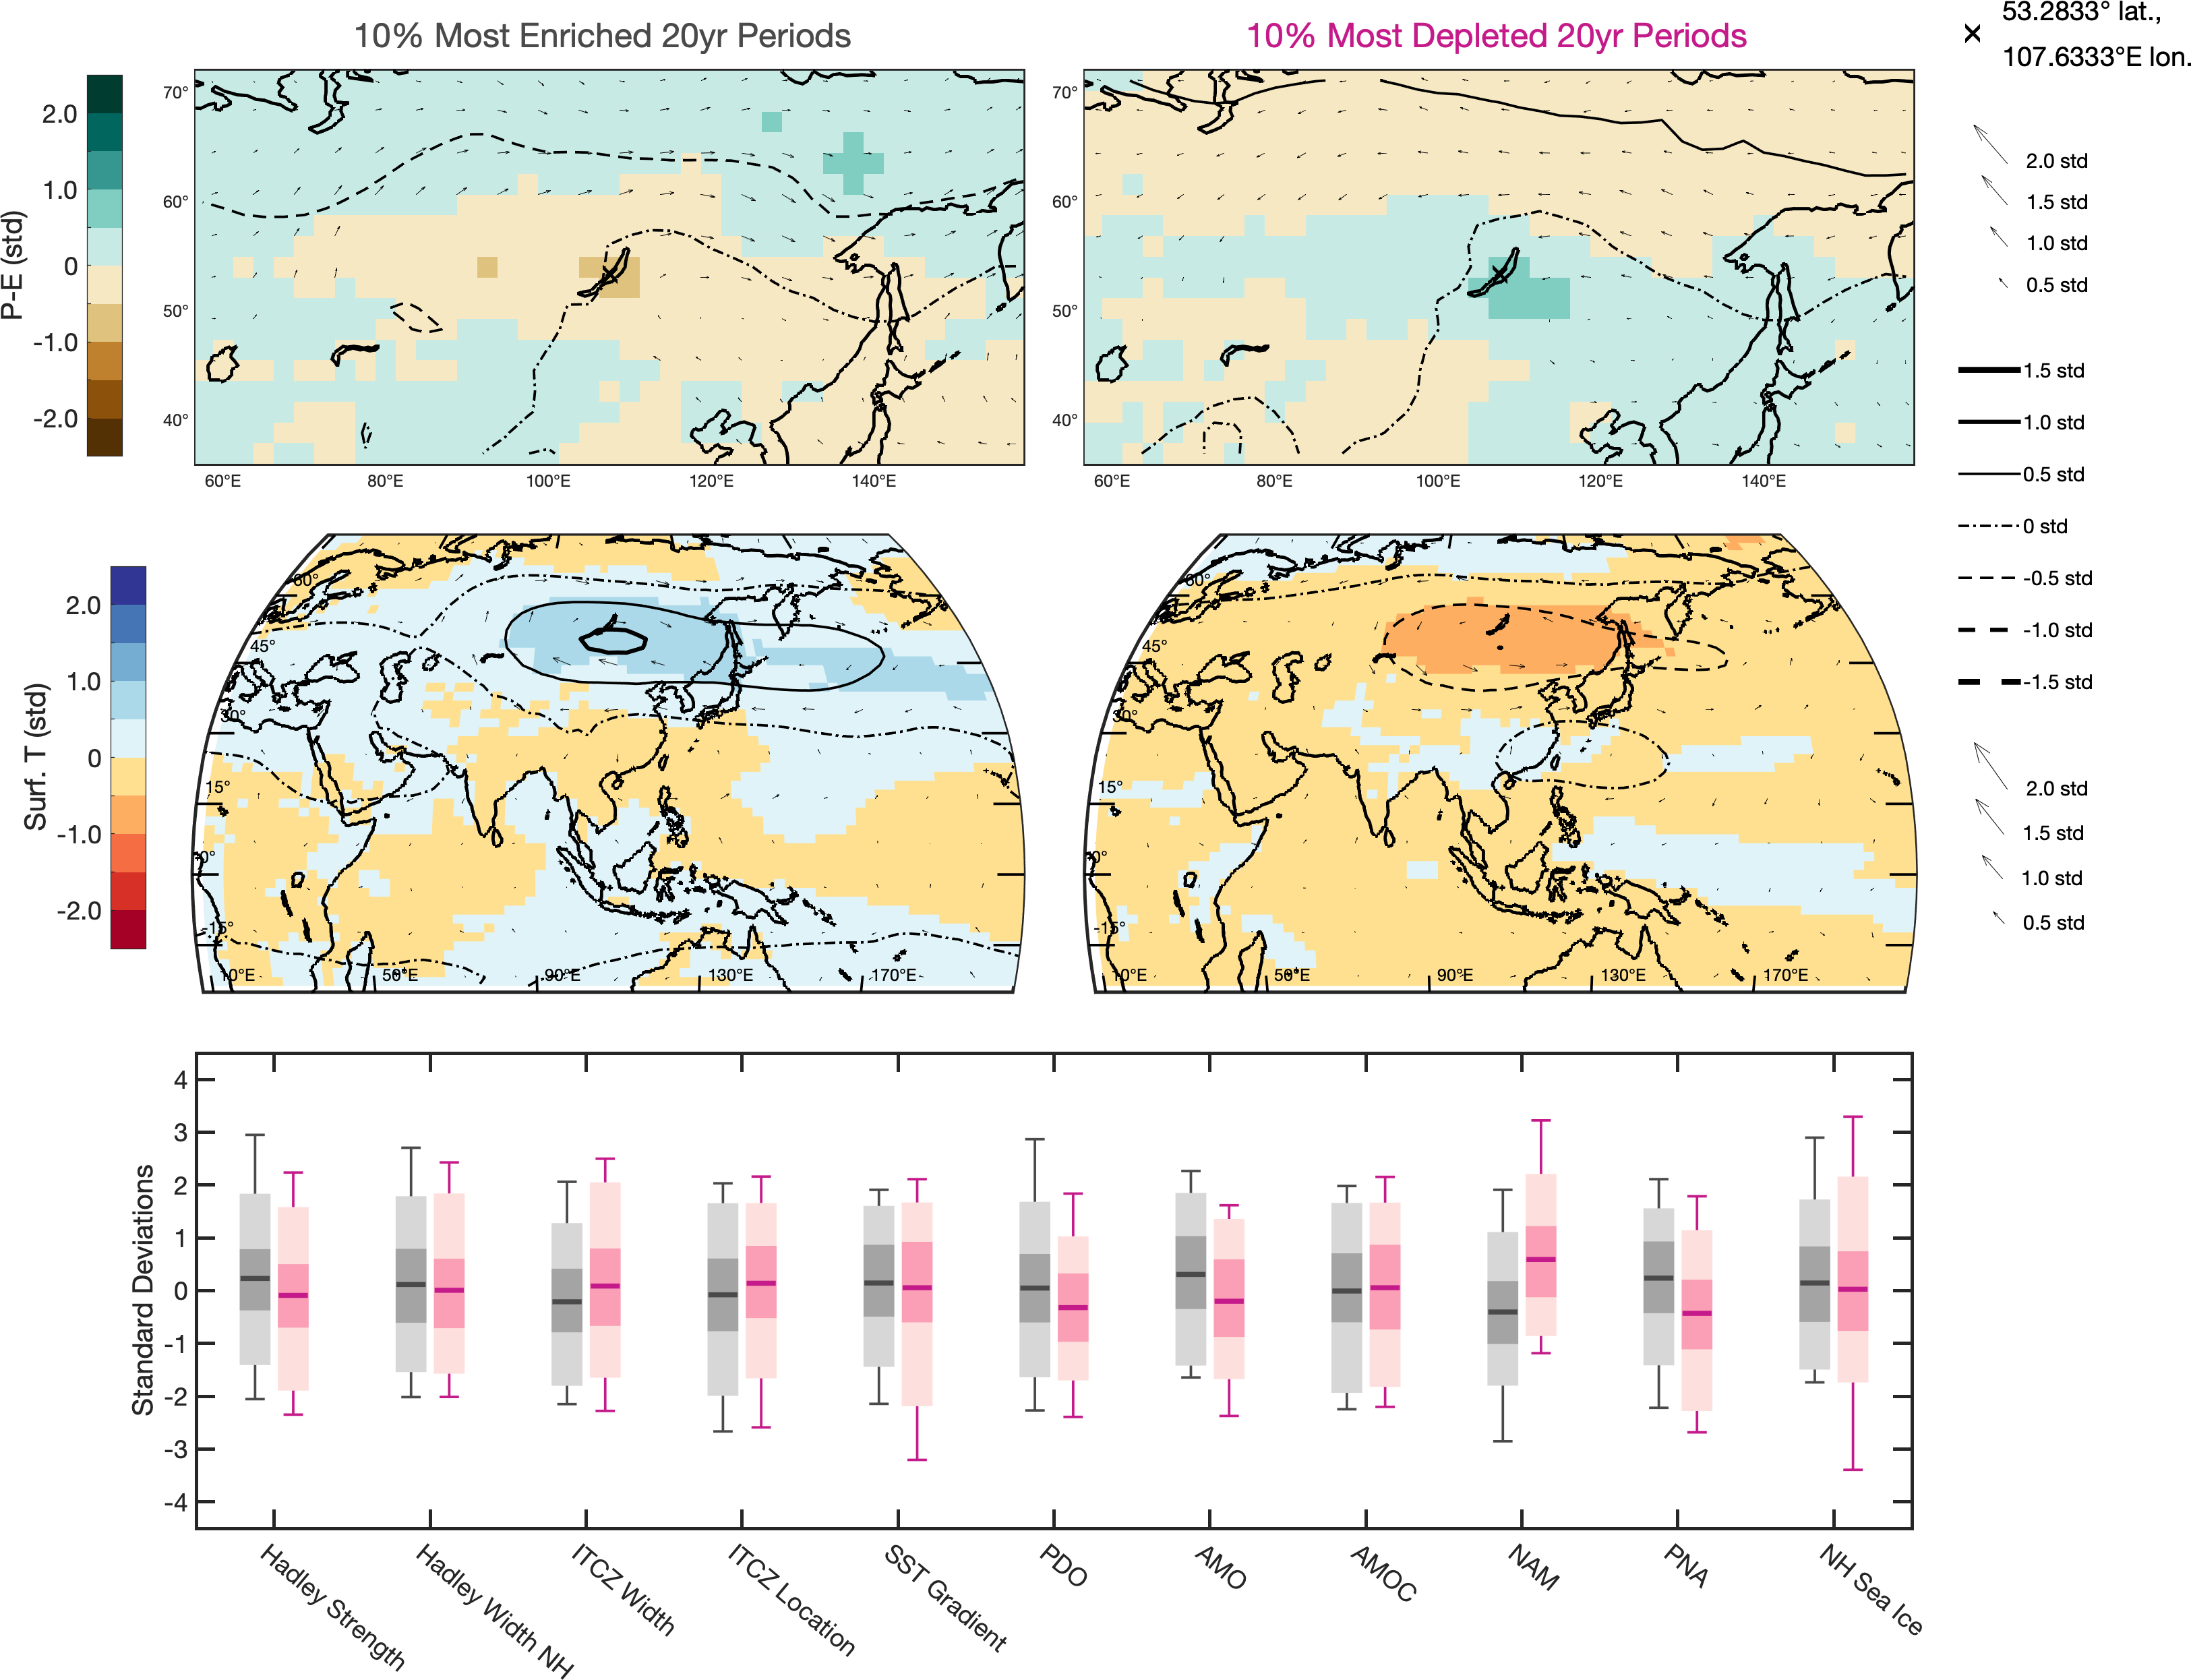 10% Most Enriched 20yr Periods
10% Most Depleted 20yr Periods
53.2833° lat.,
107.6333°E lon.
P-E (std)
2.0
1.0
0
-1.0
-2.0
70°
60°
50°
40°
60°E
80°E
100°E
120°E
140°E
70°
60°
50°
40°
60°E
80°E
100°E
120°E
140°E
2.0 std
1.5 std
1.0 std
0.5 std
1.5 std
1.0 std
0.5 std
0 std
-0.5 std
-1.0 std
-1.5 std
Surf. T (std)
2.0
1.0
0
-1.0
-2.0
60°
45°
30°
15°
0°
-15°
10°E
50°E
90°E
130°E
170°E
60°
45°
30°
15°
0°
-15°
10°E
50°E
90°E
130°E
170°E
2.0 std
1.5 std
1.0 std
0.5 std
Standard Deviations
4
3
2
1
0
-1
-2
-3
-4
Hadley Strength
Hadley Width NH
ITCZ Width
ITCZ Location
SST Gradient
PDO
AMO
AMOC
NAM
PNA
NH Sea Ice